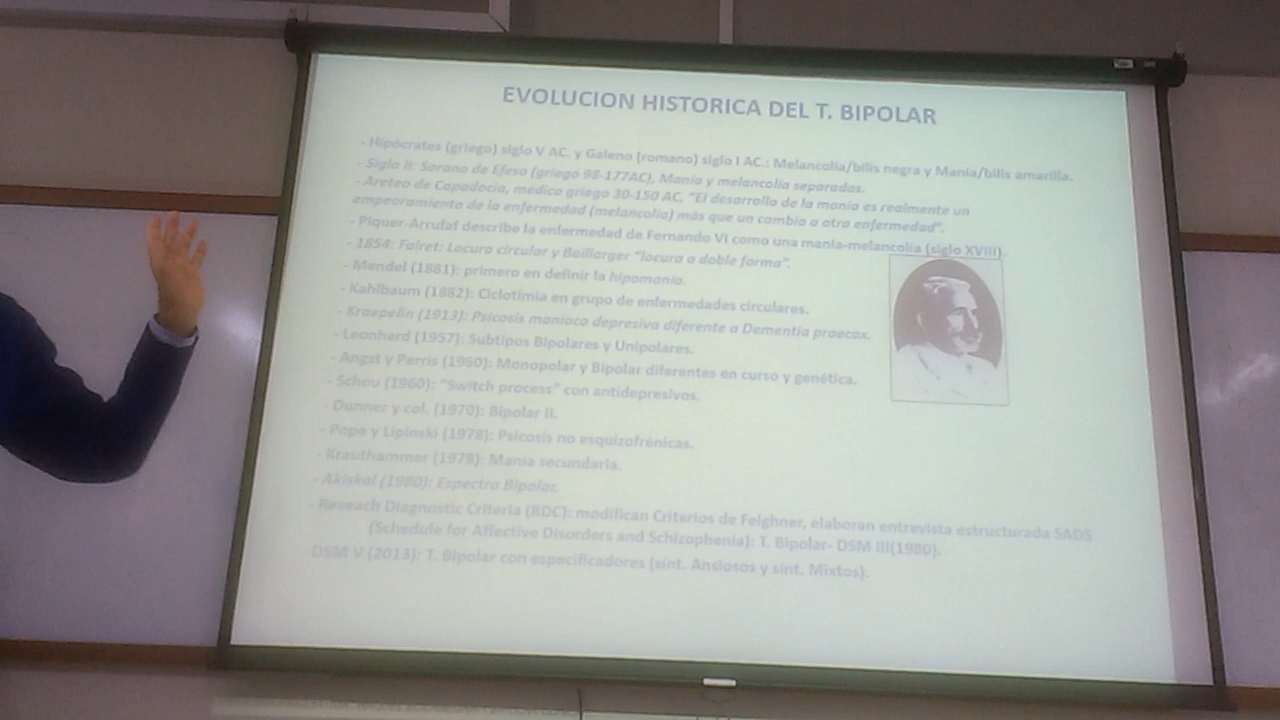 EVOLUCION HISTORICA DEL T. BIPOLAR
- Hipócratos (griego) siglo V AC. y Galeno (romano) siglo I AC.: Melancolía/bilis negra y Manía/bilis amarilla.
- Siglo II: Sorano de Efeso (griego 98-177AC), Manía y melancolía separadas.
- Areteo de Capadocia, médico griego 30-150 AC, "El desarrollo de la manía es realmente un
empeoramiento de la enfermedad (melancolía) más que un cambio a otra enfermedad".
- Piquer-Arrufat describe la enfermedad de Fernando VI como una manía-melancolía (siglo XVIII).
- 1854: Falret: Locura circular y Baillarger "locura a doble forma".
- Mendel (1881): primero en definir la hipomanía.
- Kahlbaum (1882): Ciclotimia en grupo de enfermedades circulares.
- Kraepelin (1913): Psicosis maníaco depresiva diferente a Dementia praecox.
- Leonhard (1957): Subtipos Bipolares y Unipolares.
- Angst y Perris (1960): Monopolar y Bipolar diferentes en curso y genética.
- Schou (1960): "Switch process" con antidepresivos.
- Dunner y col. (1970): Bipolar II.
- Pope y Lipinski (1978): Psicosis no esquizofrénicas.
- Krauthammer (1978): Manía secundaria.
- Akiskal (1980): Espectro Bipolar.
- Reseach Diagnostic Criteria (RDC): modifican Criterios de Feighner, elaboran entrevista estructurada SADS
(Schedule for Affective Disorders and Schizophenia): T. Bipolar- DSM III(1980).
- DSM V (2013): T. Bipolar con especificadores (sint. Ansiosos y sint. Mixtos).